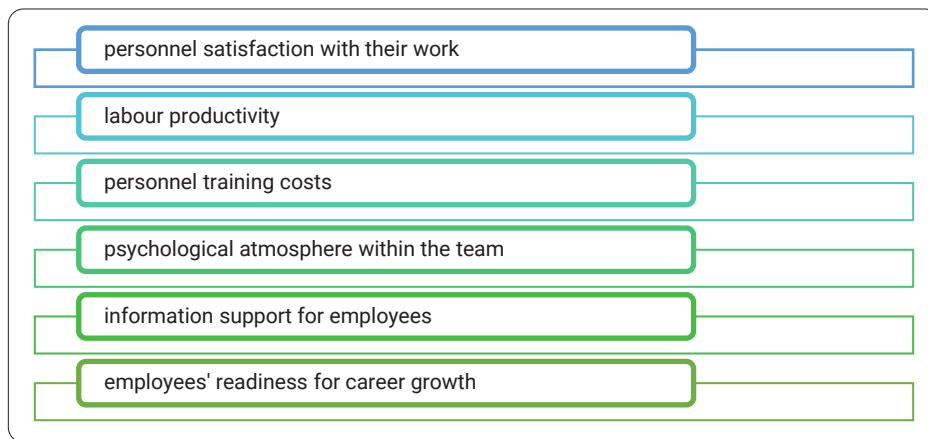 personnel satisfaction with their work
labour productivity
personnel training costs
psychological atmosphere within the team
information support for employees
employees' readiness for career growth